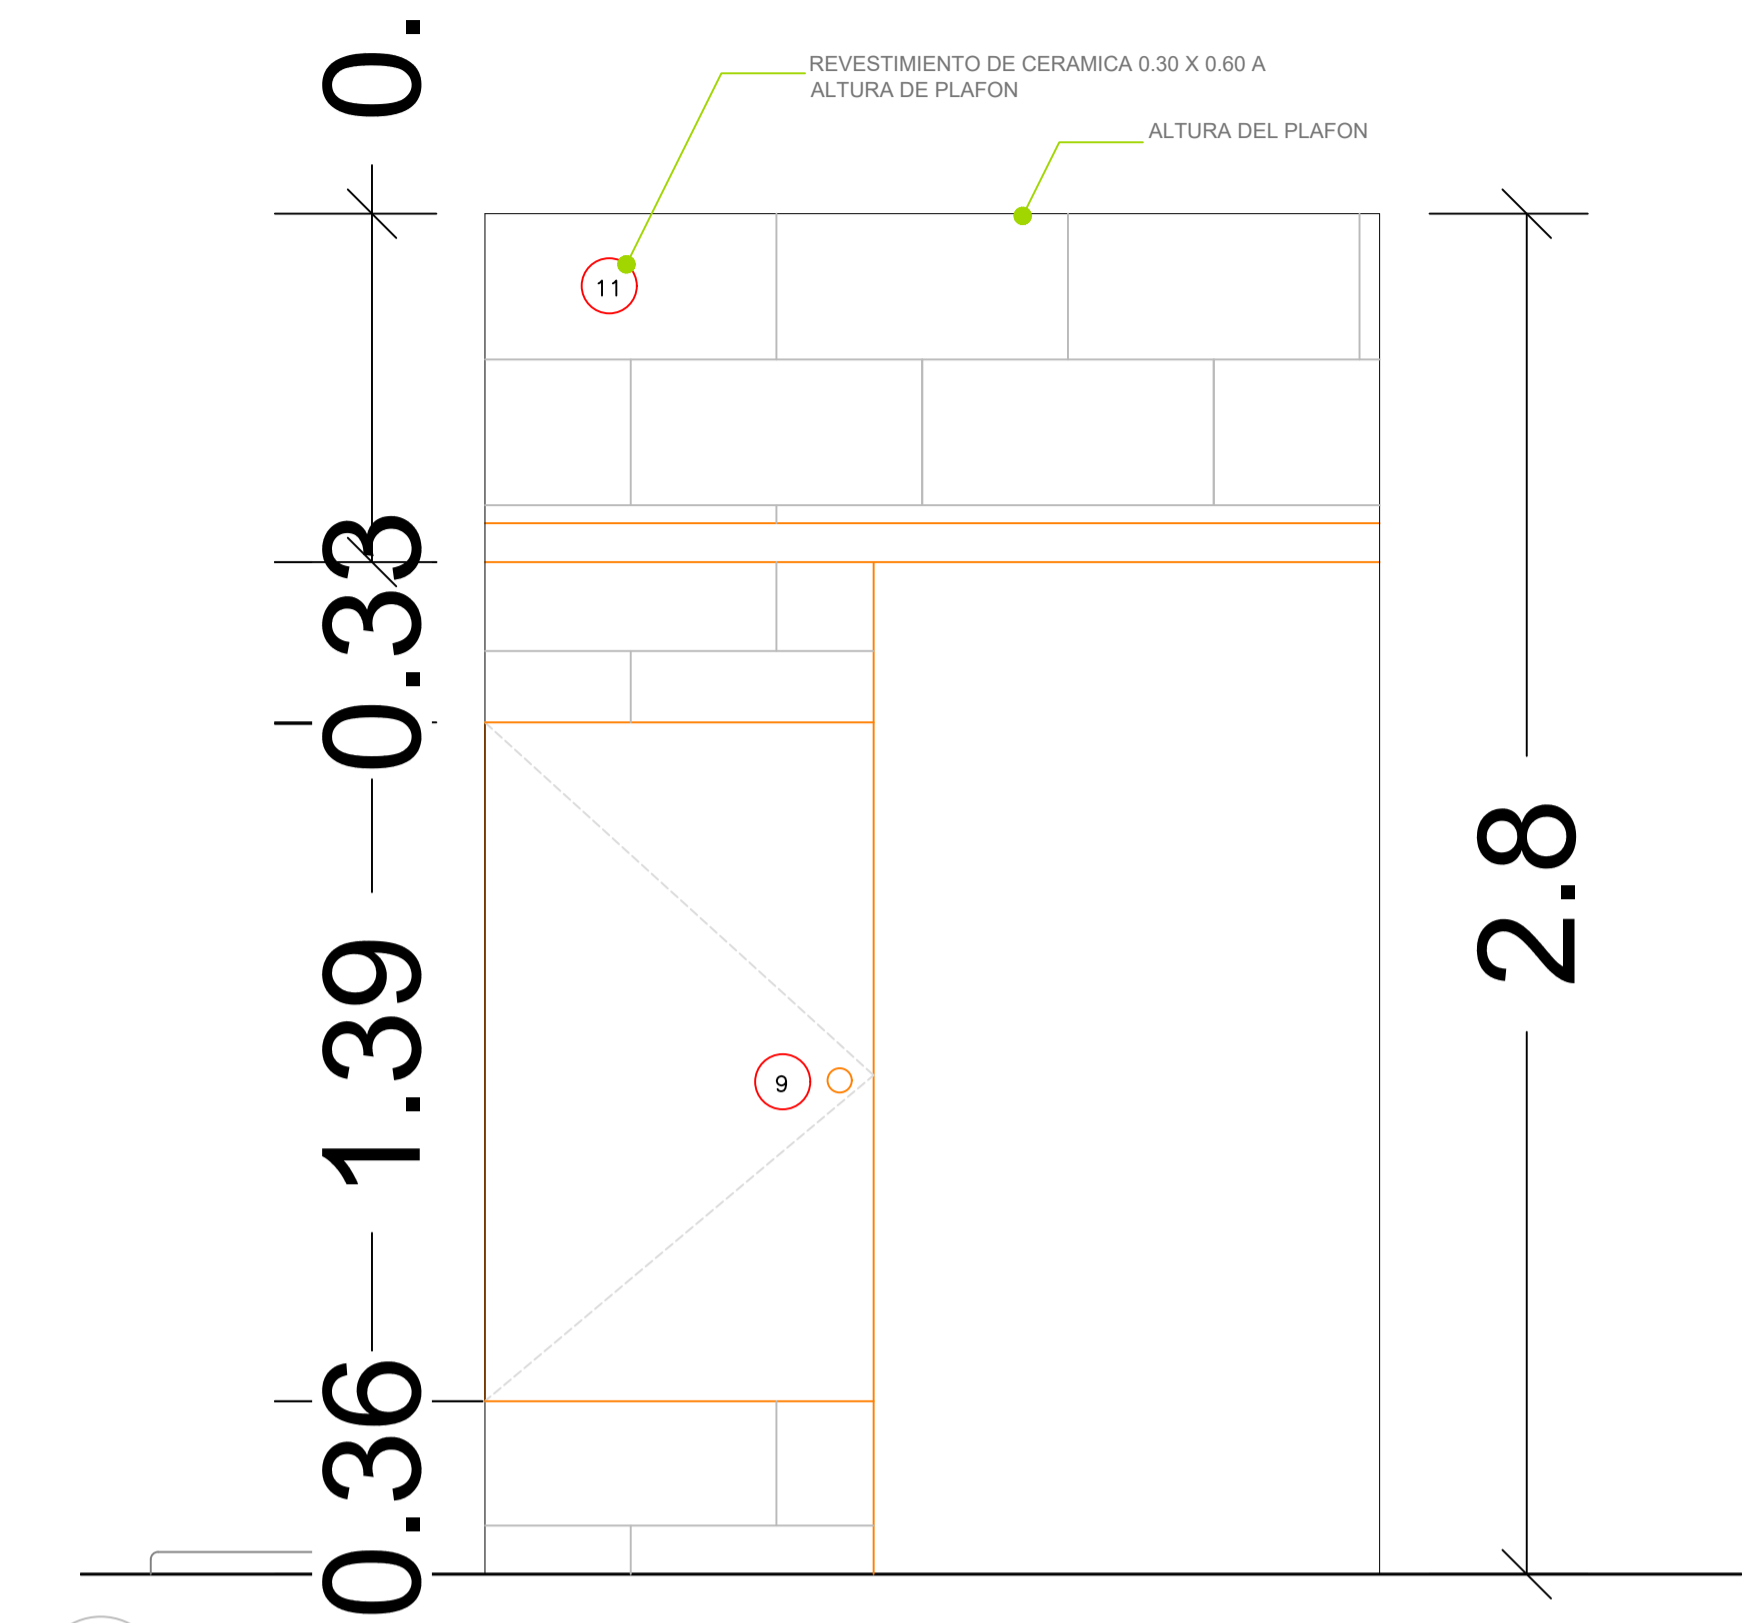 REVESTIMIENTO DE CERAMICA 0.30 X 0.60 A
ALTURA DE PLAFON
ALTURA DEL PLAFON
11
0.
0.33
2.8
1.39
9
0.36